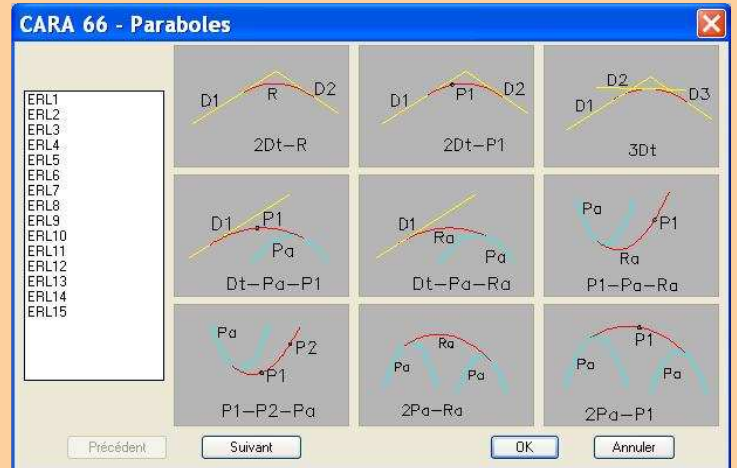 CARA 66 - Paraboles
ERL1
ERL2
ERL3
ERL4
ERL5
ERL6
ERL7
ERL8
ERL9
ERL10
ERL11
ERL12
ERL13
ERL14
ERL15
D1 R D2
2Dt-R
D1 P1 D2
2Dt-P1
D2
D1 D3
3Dt
D1 P1
Pa
Dt-Pa-P1
D1
Ra
Pa
Dt-Pa-Ra
Pa
P1
Ra
P1-Pa-Ra
Pa
P2
P1
P1-P2-Pa
Ra
Pa Pa
2Pa-Ra
P1
Pa Pa
2Pa-P1
Précédent Suivant OK Annuler